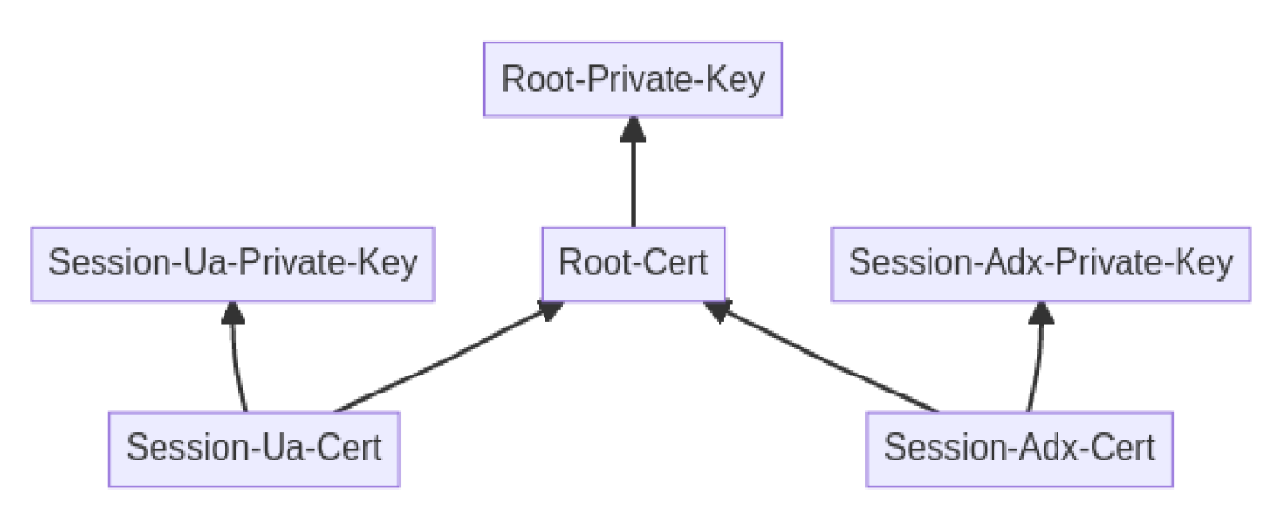 Root-Private-Key
Session-Ua-Private-Key
Root-Cert
Session-Adx-Private-Key
Session-Ua-Cert
Session-Adx-Cert